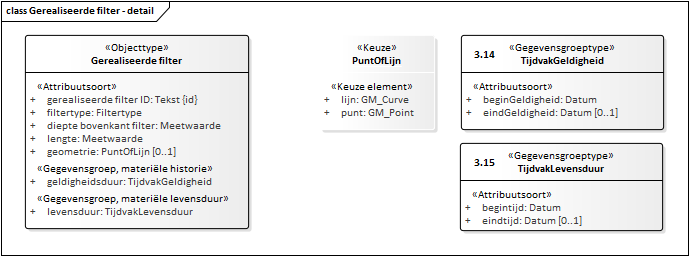 class Gerealiseerde filter - detail
«Objecttype»
Gerealiseerde filter
«Attribuutsoort»
+ gerealiseerde filter ID: Tekst {id}
+ filtertype: Filtertype
+ diepte bovenkant filter: Meetwaarde
+ lengte: Meetwaarde
+ geometrie: PuntOfLijn [0..1]
«Gegevensgroep, materiële historie»
+ geldigheidsduur: TijdvakGeldigheid
«Gegevensgroep, materiële levensduur»
+ levensduur: TijdvakLevensduur
«Keuze»
PuntOfLijn
«Keuze element»
+ lijn: GM_Curve
+ punt: GM_Point
3.14
«Gegevensgroeptype»
TijdvakGeldigheid
«Attribuutsoort»
+ beginGeldigheid: Datum
+ eindGeldigheid: Datum [0..1]
3.15
«Gegevensgroeptype»
TijdvakLevensduur
«Attribuutsoort»
+ begintijd: Datum
+ eindtijd: Datum [0..1]